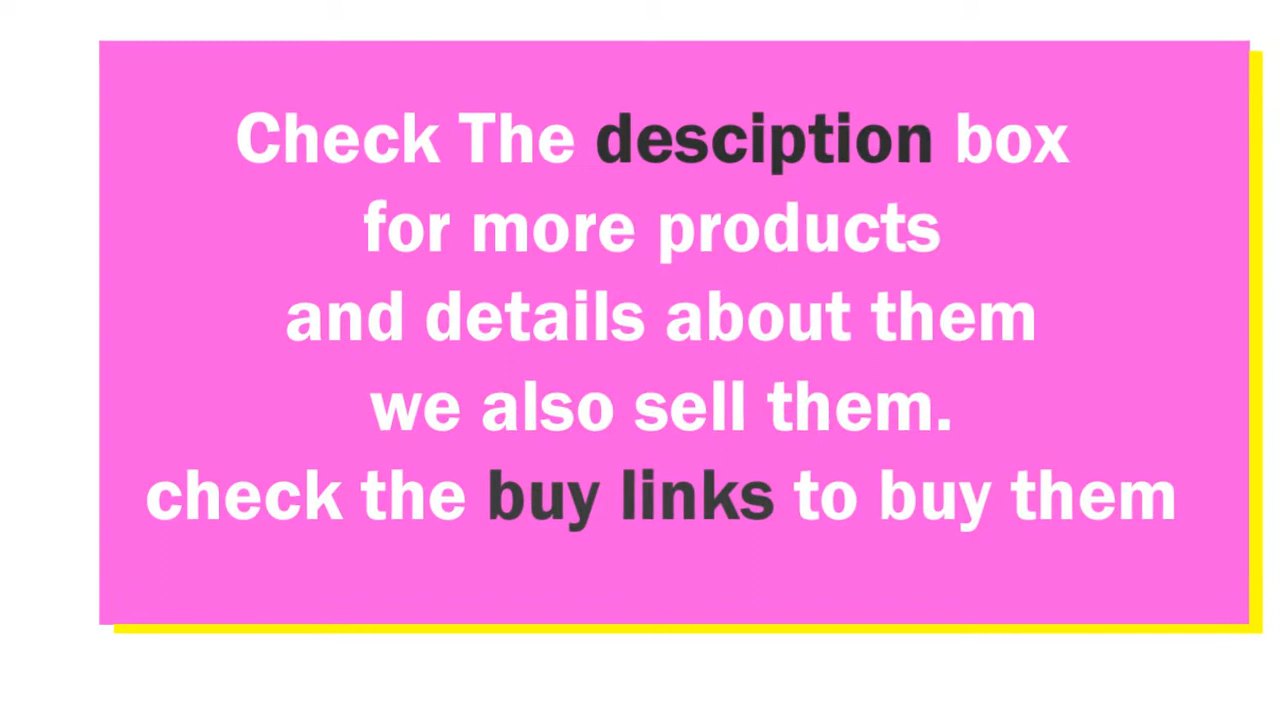 Check The desciption box
for more products
and details about them
we also sell them.
check the buy links to buy them